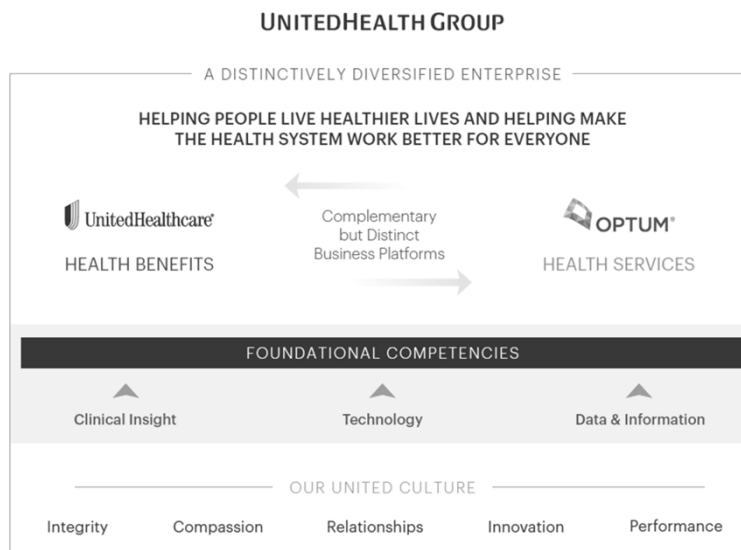 UNITEDHEALTH GROUP
A DISTINCTIVELY DIVERSIFIED ENTERPRISE
HELPING PEOPLE LIVE HEALTHIER LIVES AND HELPING MAKE
THE HEALTH SYSTEM WORK BETTER FOR EVERYONE
UnitedHealthcare®
HEALTH BENEFITS
Complementary
but Distinct
Business Platforms
OPTUM®
HEALTH SERVICES
FOUNDATIONAL COMPETENCIES
Clinical Insight
Technology
Data & Information
OUR UNITED CULTURE
Integrity
Compassion
Relationships
Innovation
Performance